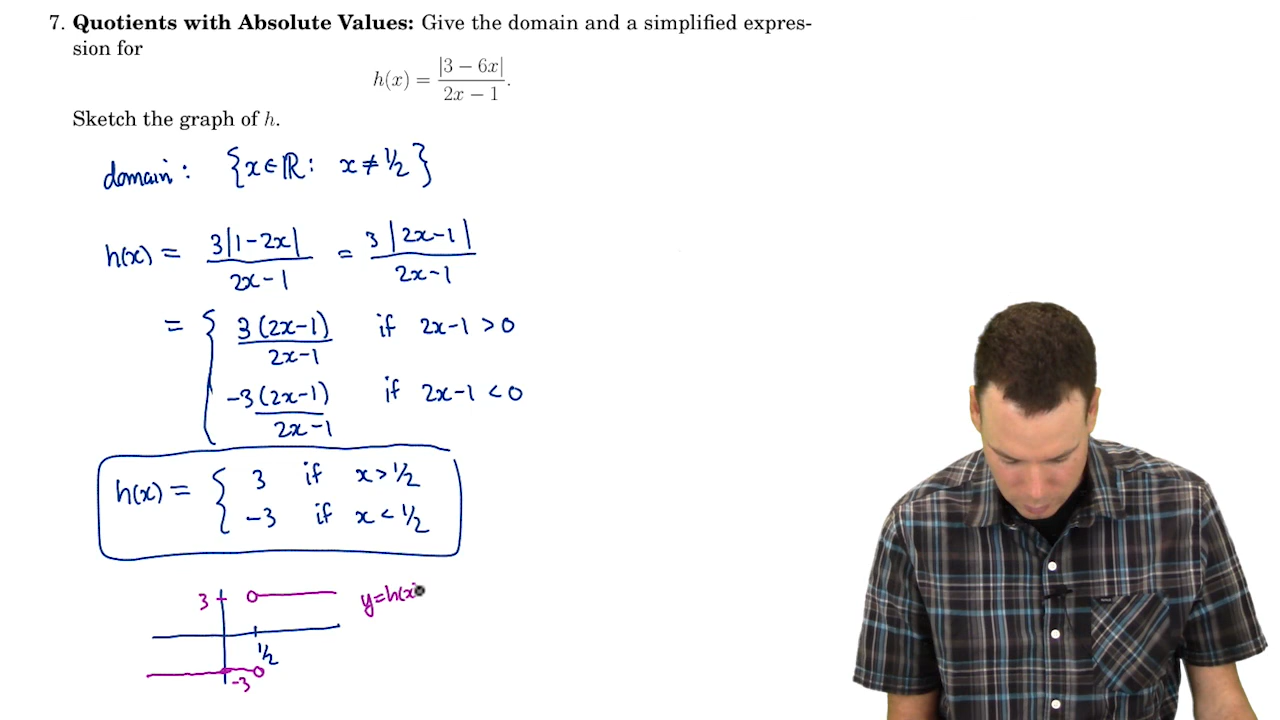 7. Quotients with Absolute Values: Give the domain and a simplified expres-
sion for
h(x) = |3 − 6x| / 2x − 1.
Sketch the graph of h.
domain: {x∈ℝ: x≠1/2}
h(x) = 3|1-2x| / 2x-1 = 3|2x-1| / 2x-1
= { 3(2x-1) / 2x-1 if 2x-1 >0
-3(2x-1) / 2x-1 if 2x-1 <0
h(x) = { 3 if x>1/2
-3 if x<1/2
3
y=h(x)
1/2
-3